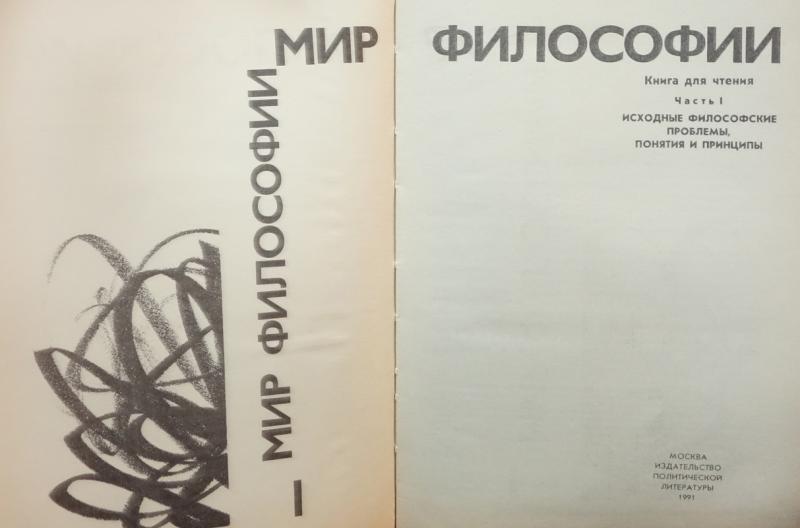 МИР ФИЛОСОФИИ
I МИР ФИЛОСОФИИ
Книга для чтения
Часть I
ИСХОДНЫЕ ФИЛОСОФСКИЕ
ПРОБЛЕМЫ,
ПОНЯТИЯ И ПРИНЦИПЫ
МОСКВА
ИЗДАТЕЛЬСТВО
ПОЛИТИЧЕСКОЙ
ЛИТЕРАТУРЫ
1991